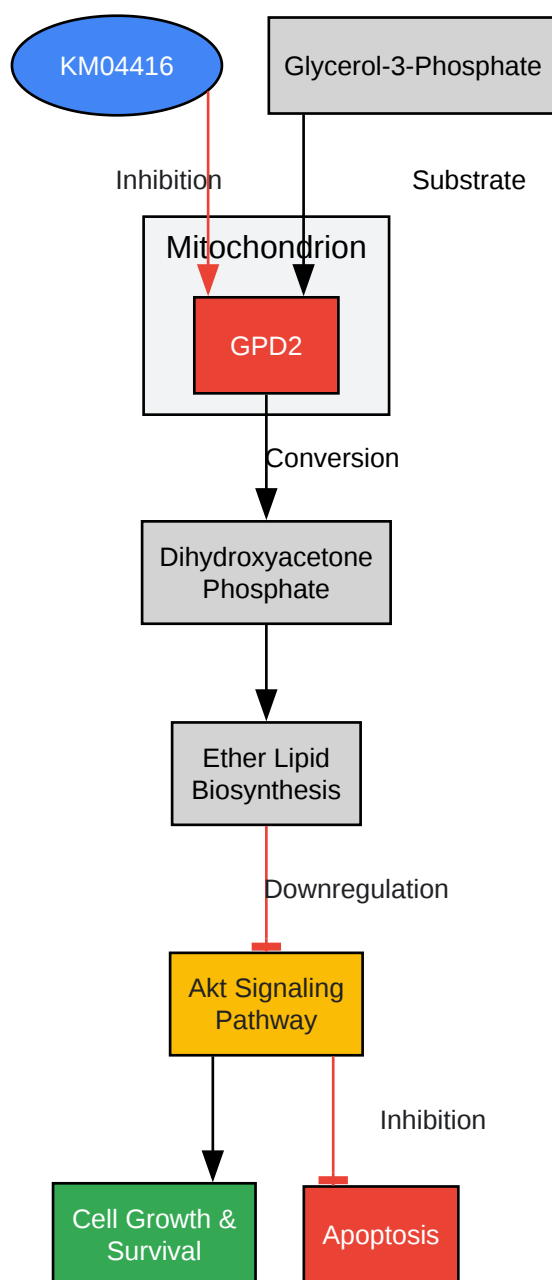 KM04416
Glycerol-3-Phosphate
Inhibition
Substrate
Mitochondrion
GPD2
Conversion
Dihydroxyacetone
Phosphate
Ether Lipid
Biosynthesis
Downregulation
Akt Signaling
Pathway
Inhibition
Cell Growth &
Survival
Apoptosis